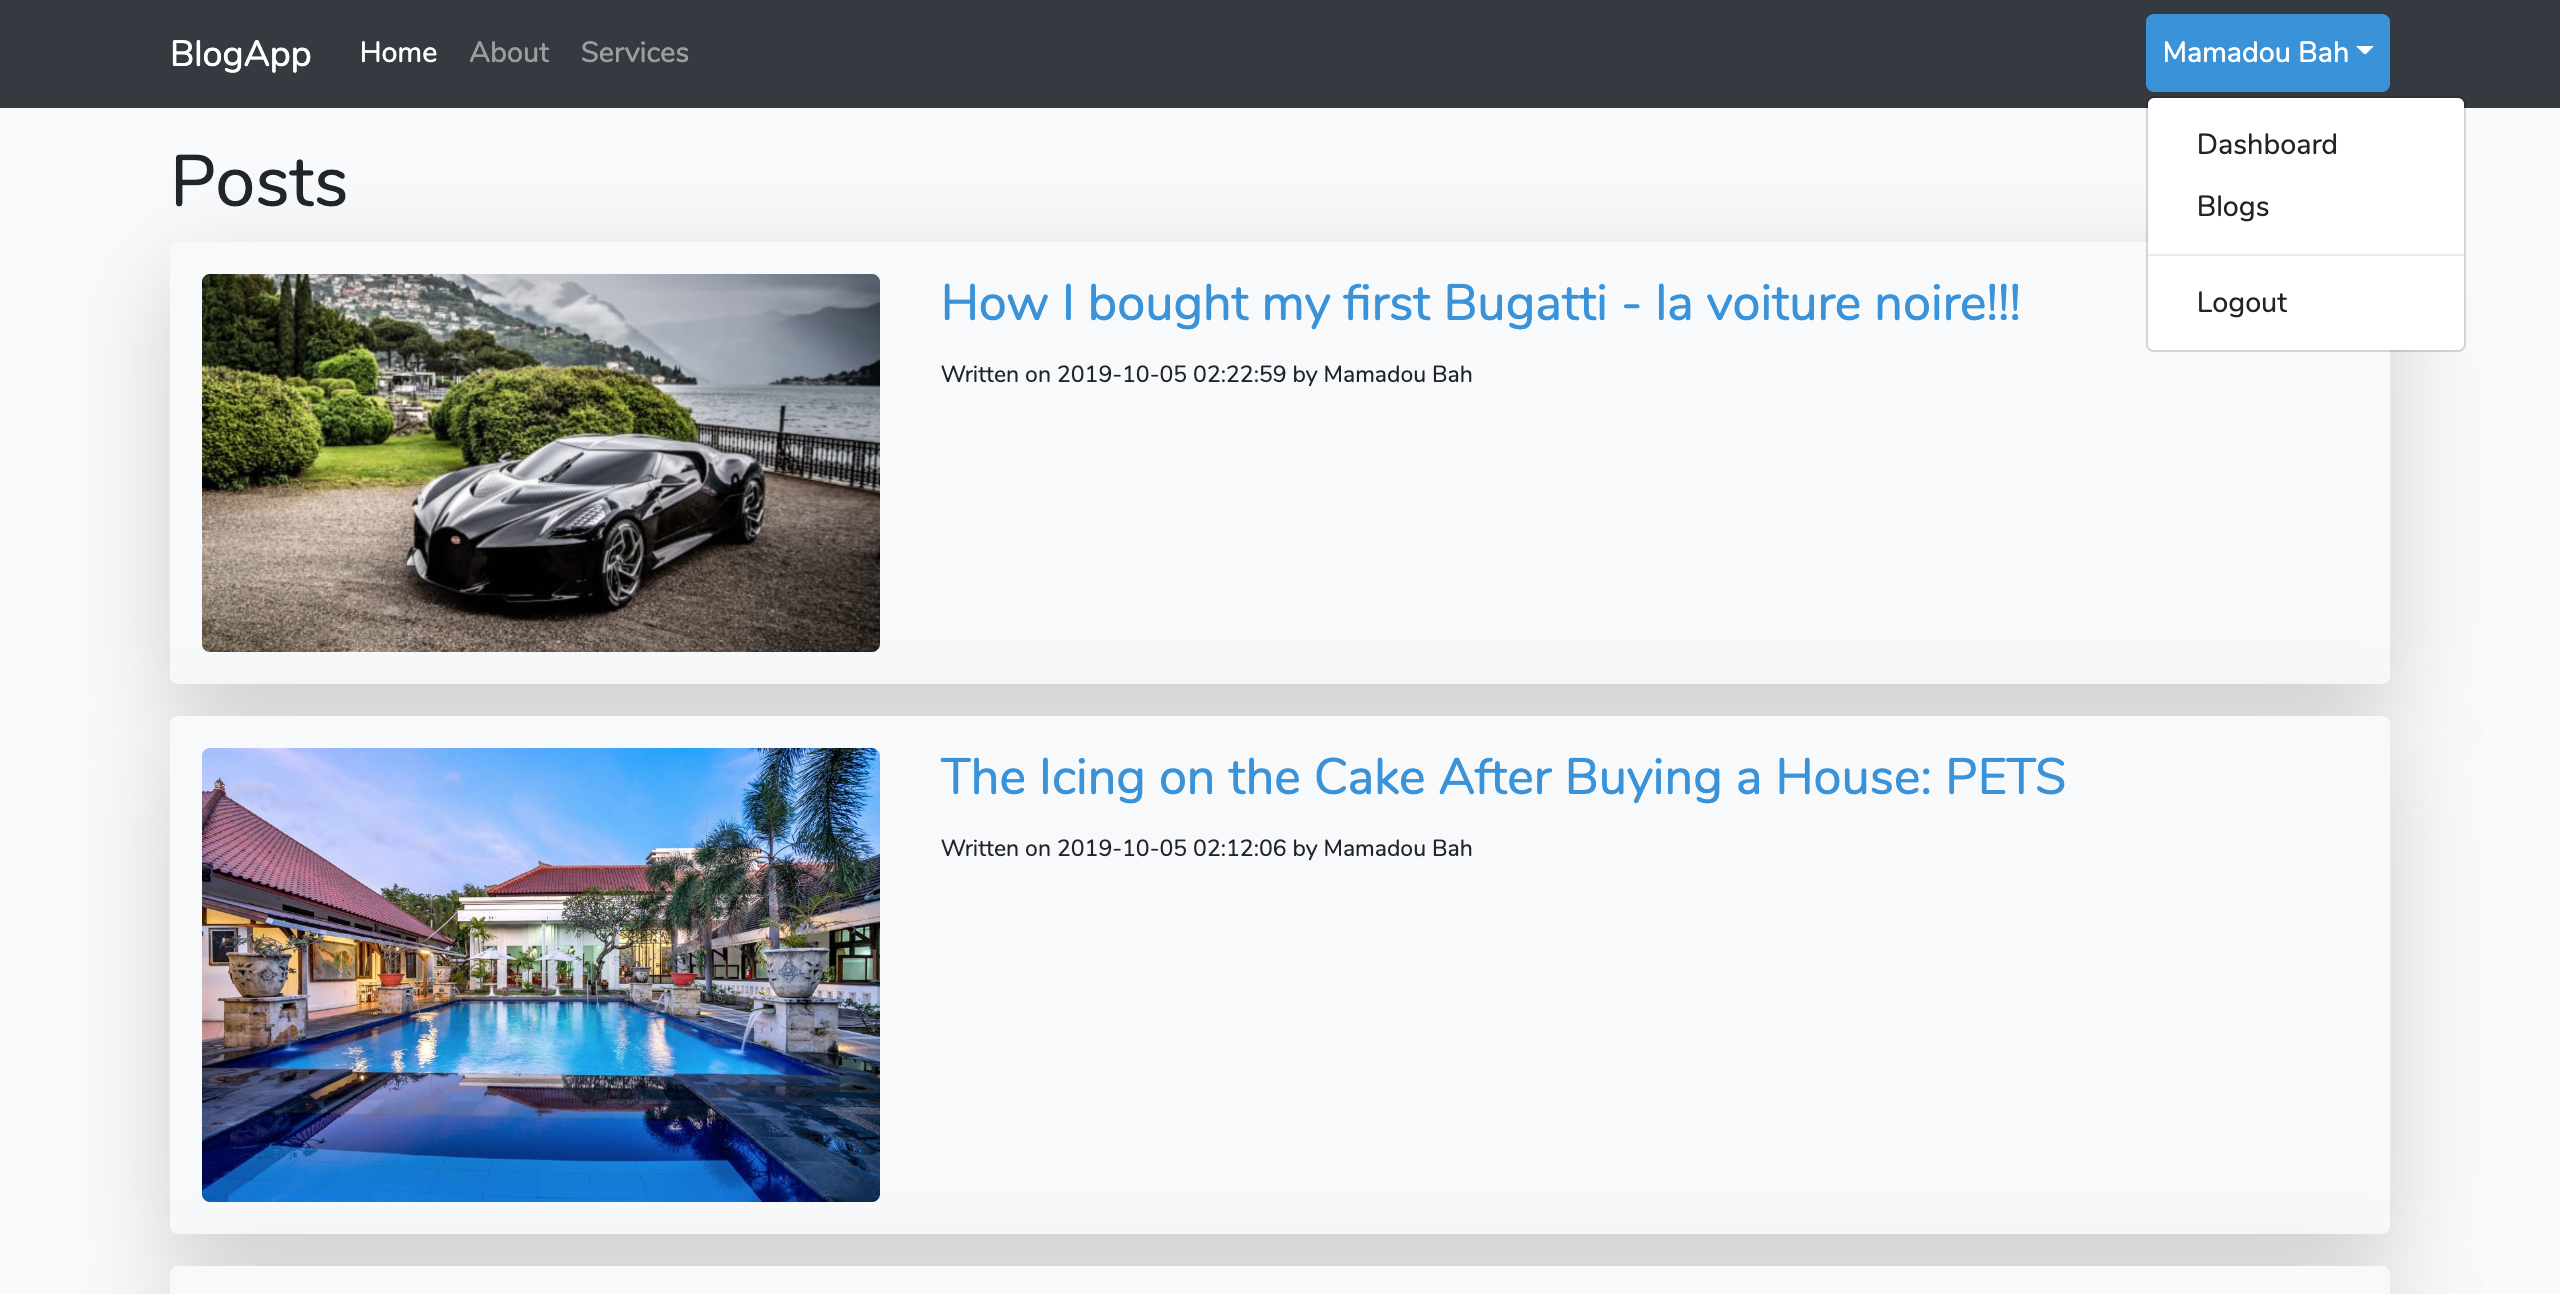 BlogApp Home About Services Mamadou Bah
Dashboard
Blogs
Logout
Posts
How I bought my first Bugatti - la voiture noire!!!
Written on 2019-10-05 02:22:59 by Mamadou Bah
The Icing on the Cake After Buying a House: PETS
Written on 2019-10-05 02:12:06 by Mamadou Bah